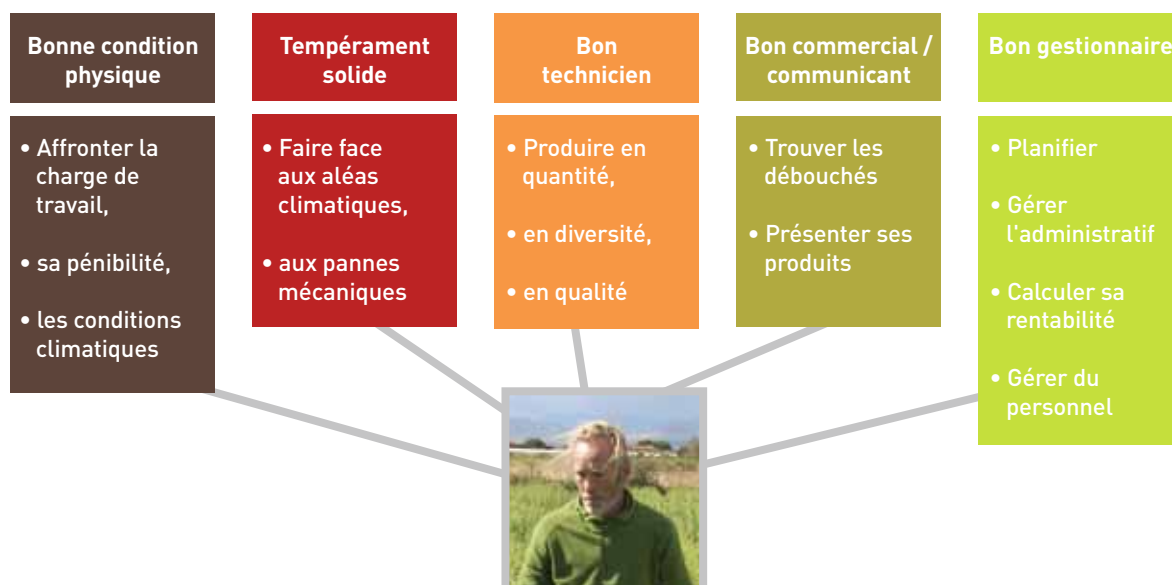 Bonne condition
physique
Tempérament
solide
Bon
technicien
Bon commercial /
communicant
Bon gestionnaire
• Affronter la
charge de
travail,
• sa pénibilité,
• les conditions
climatiques
• Faire face
aux aléas
climatiques,
• aux pannes
mécaniques
• Produire en
quantité,
• en diversité,
• en qualité
• Trouver les
débouchés
• Présenter ses
produits
• Planifier
• Gérer
l'administratif
• Calculer sa
rentabilité
• Gérer du
personnel